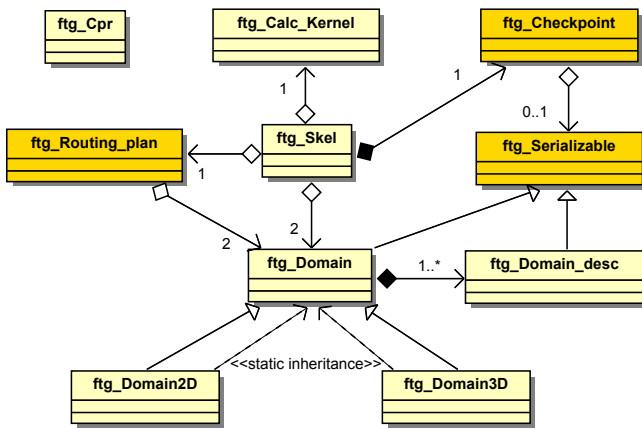 ftg_Cpr
ftg_Calc_Kernel
ftg_Checkpoint
1
1
0..1
ftg_Routing_plan
ftg_Skel
ftg_Serializable
1
2
2
ftg_Domain
1..*
ftg_Domain_desc
<<static inheritance>>
ftg_Domain2D
ftg_Domain3D